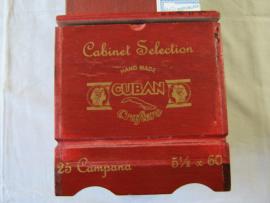 Cabinet Selection
HAND MADE
CUBAN
Crafters
25 Campana 5½ x 60